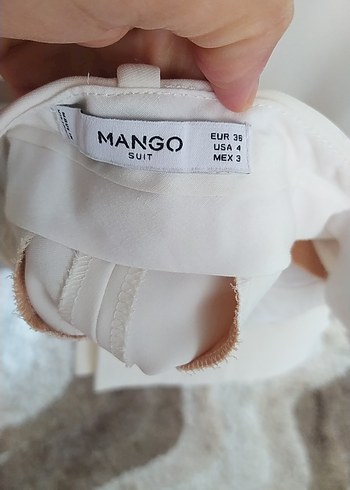 MANGO
SUIT
EUR 36
USA 4
MEX 3